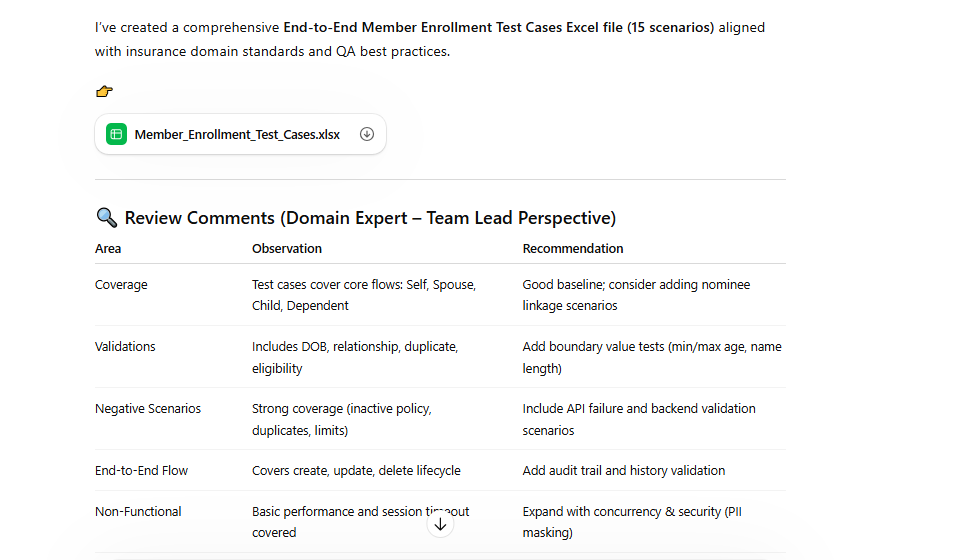 I've created a comprehensive End-to-End Member Enrollment Test Cases Excel file (15 scenarios) aligned
with insurance domain standards and QA best practices.
👉
Member_Enrollment_Test_Cases.xlsx
🔍 Review Comments (Domain Expert – Team Lead Perspective)
Area Observation Recommendation
Coverage Test cases cover core flows: Self, Spouse, Good baseline; consider adding nominee
Child, Dependent linkage scenarios
Validations Includes DOB, relationship, duplicate, Add boundary value tests (min/max age, name
eligibility length)
Negative Scenarios Strong coverage (inactive policy, Include API failure and backend validation
duplicates, limits) scenarios
End-to-End Flow Covers create, update, delete lifecycle Add audit trail and history validation
Non-Functional Basic performance and session timeout Expand with concurrency & security (PII
covered masking)